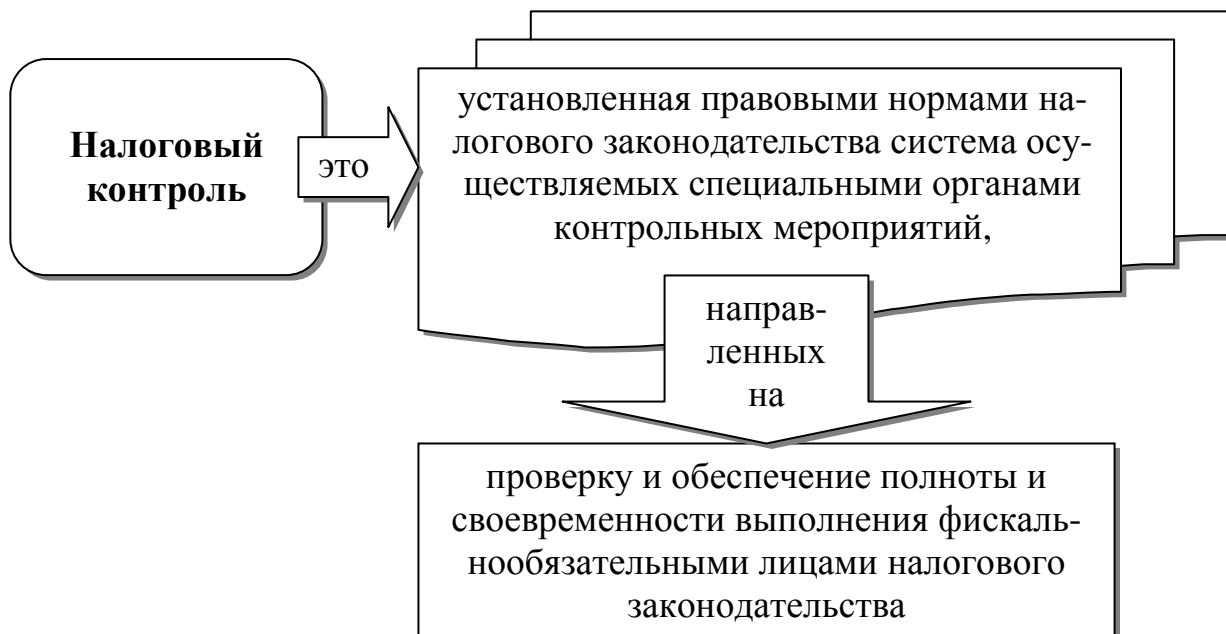 Налоговый
контроль
это
установленная правовыми нормами на-
логового законодательства система осу-
ществляемых специальными органами
контрольных мероприятий,
направ-
ленных
на
проверку и обеспечение полноты и
своевременности выполнения фискаль-
нообязательными лицами налогового
законодательства